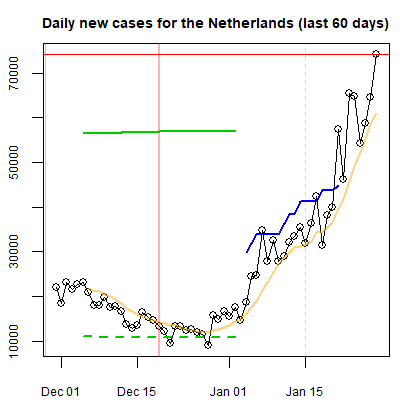 Daily new cases for the Netherlands (last 60 days)
70000
50000
30000
10000
Dec 01
Dec 15
Jan 01
Jan 15